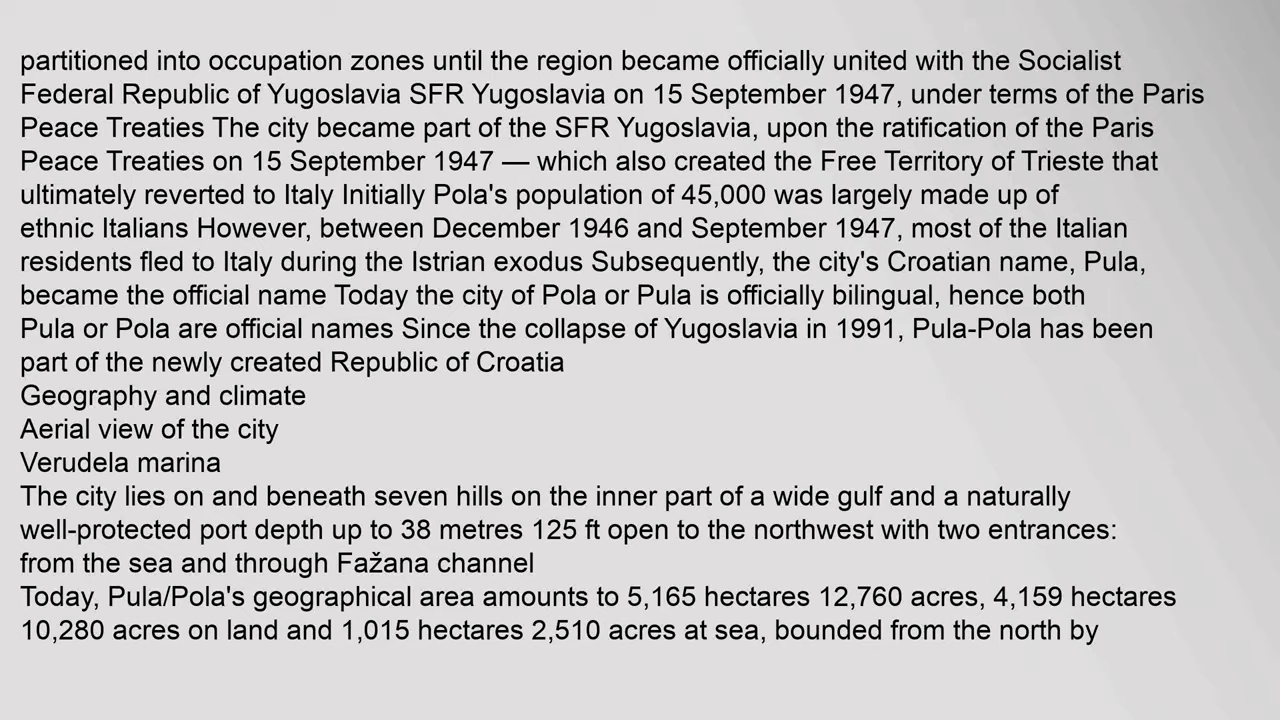 partitioned into occupation zones until the region became officially united with the Socialist
Federal Republic of Yugoslavia SFR Yugoslavia on 15 September 1947, under terms of the Paris
Peace Treaties The city became part of the SFR Yugoslavia, upon the ratification of the Paris
Peace Treaties on 15 September 1947 — which also created the Free Territory of Trieste that
ultimately reverted to Italy Initially Pola's population of 45,000 was largely made up of
ethnic Italians However, between December 1946 and September 1947, most of the Italian
residents fled to Italy during the Istrian exodus Subsequently, the city's Croatian name, Pula,
became the official name Today the city of Pola or Pula is officially bilingual, hence both
Pula or Pola are official names Since the collapse of Yugoslavia in 1991, Pula-Pola has been
part of the newly created Republic of Croatia
Geography and climate
Aerial view of the city
Verudela marina
The city lies on and beneath seven hills on the inner part of a wide gulf and a naturally
well-protected port depth up to 38 metres 125 ft open to the northwest with two entrances:
from the sea and through Fažana channel
Today, Pula/Pola's geographical area amounts to 5,165 hectares 12,760 acres, 4,159 hectares
10,280 acres on land and 1,015 hectares 2,510 acres at sea, bounded from the north by